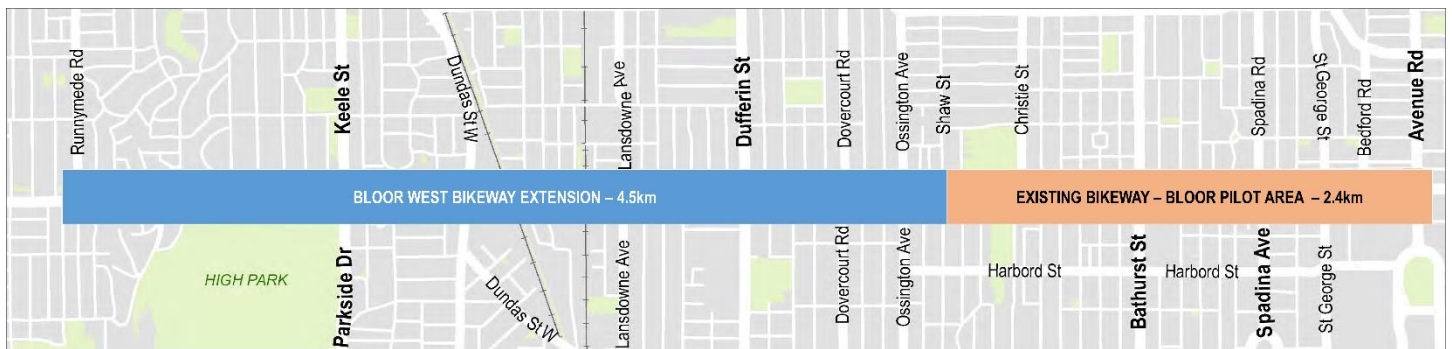 Runnymede Rd
Keele St
Dundas St W
Lansdowne Ave
Dufferin St
Dovercourt Rd
Ossington Ave
Shaw St
Christie St
Spadina Rd
St George St
Bedford Rd
Avenue Rd
BLOOR WEST BIKEWAY EXTENSION – 4.5km
EXISTING BIKEWAY – BLOOR PILOT AREA – 2.4km
HIGH PARK
Parkside Dr
Dundas St W
Lansdowne Ave
Dovercourt Rd
Ossington Ave
Harbord St
Bathurst St
Harbord St
Spadina Ave
St George St